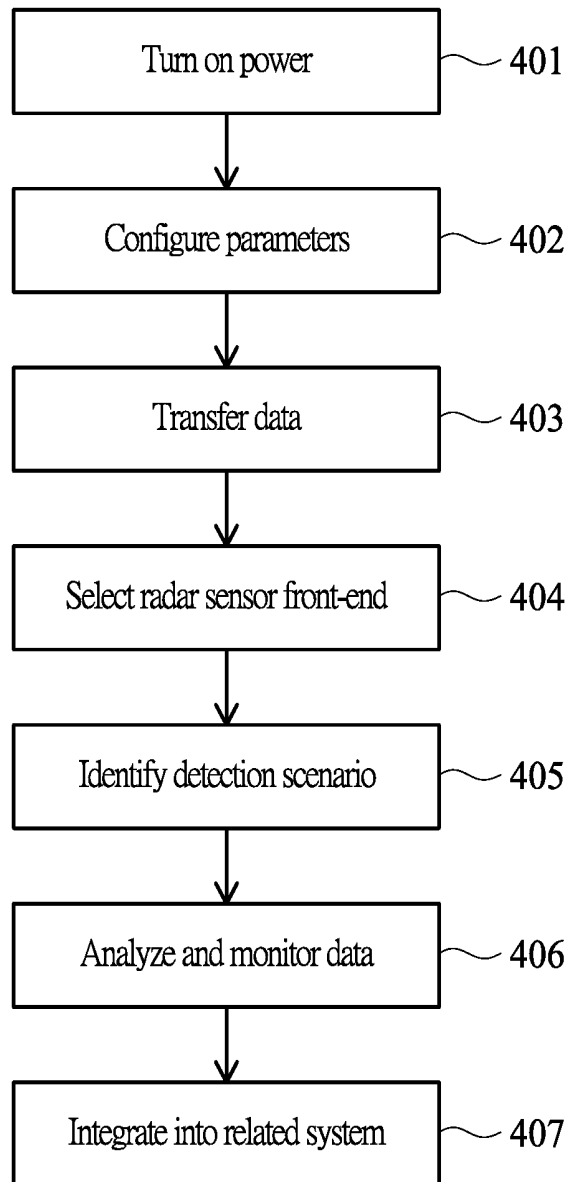 Turn on power
401
Configure parameters
402
Transfer data
403
Select radar sensor front-end
404
Identify detection scenario
405
Analyze and monitor data
406
Integrate into related system
407